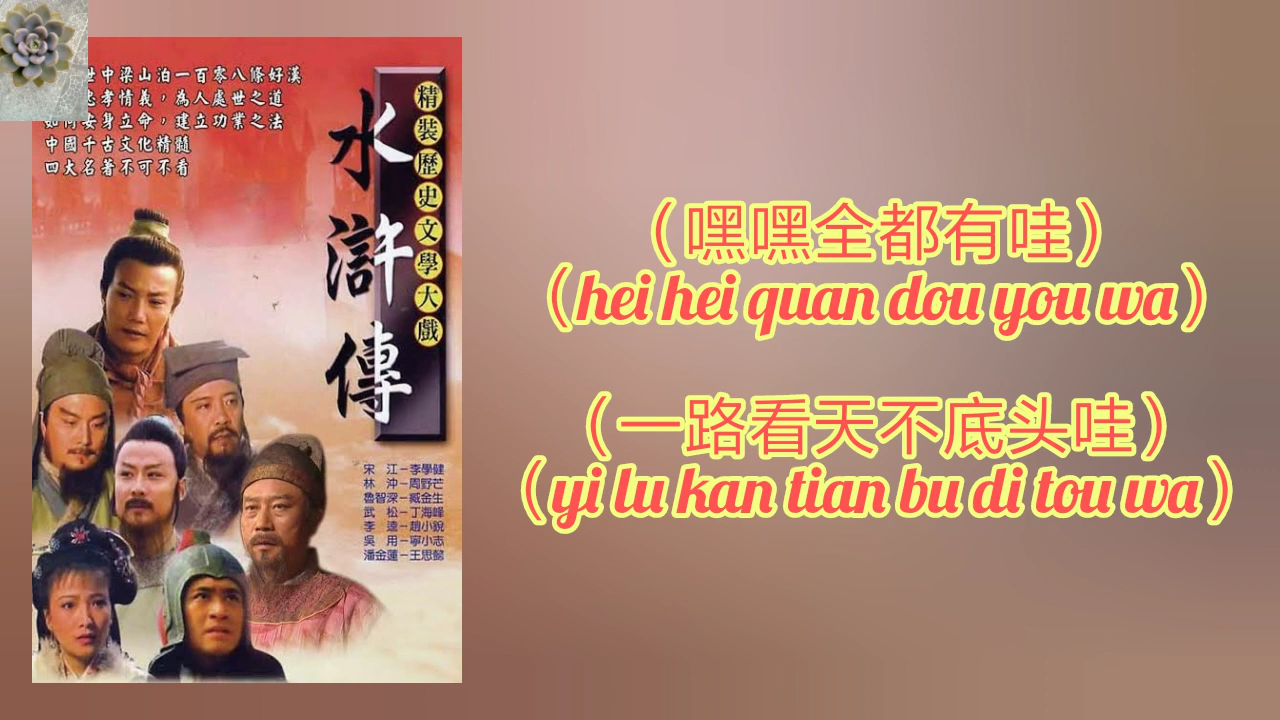 世中梁山泊一百零八條好漢
忠孝情義，為人處世之道
如何安身立命，建立功業之法
中國千古文化精髓
四大名著不可不看
精裝歷史文學大戲
水滸傳
宋 江－李學健
林 沖－周野芒
魯智深－臧金生
武 松－丁海峰
李 逵－趙小銳
吳 用－寧小志
潘金蓮－王思懿
（嘿嘿全都有哇）
（hei hei quan dou you wa）
（一路看天不底头哇）
（yi lu kan tian bu di tou wa）